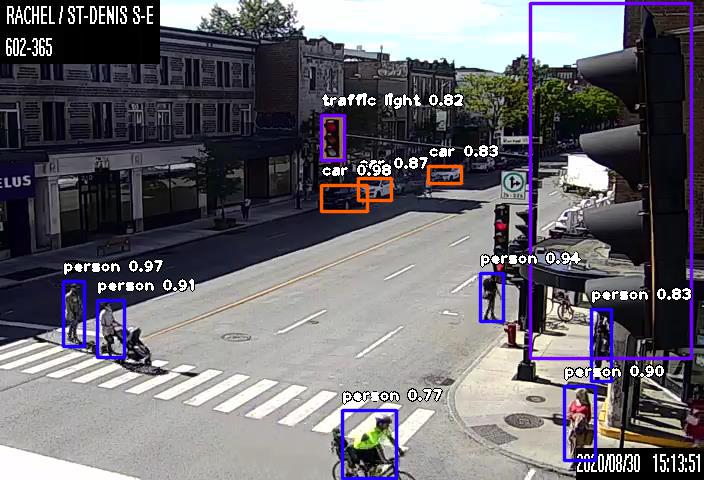 RACHEL / ST-DENIS S-E
602-365
traffic light 0.82
car 0.83
car 0.87
car 0.98
ELUS
person 0.94
person 0.97
person 0.91
person 0.83
person 0.90
person 0.77
2020/08/30 15:13:51